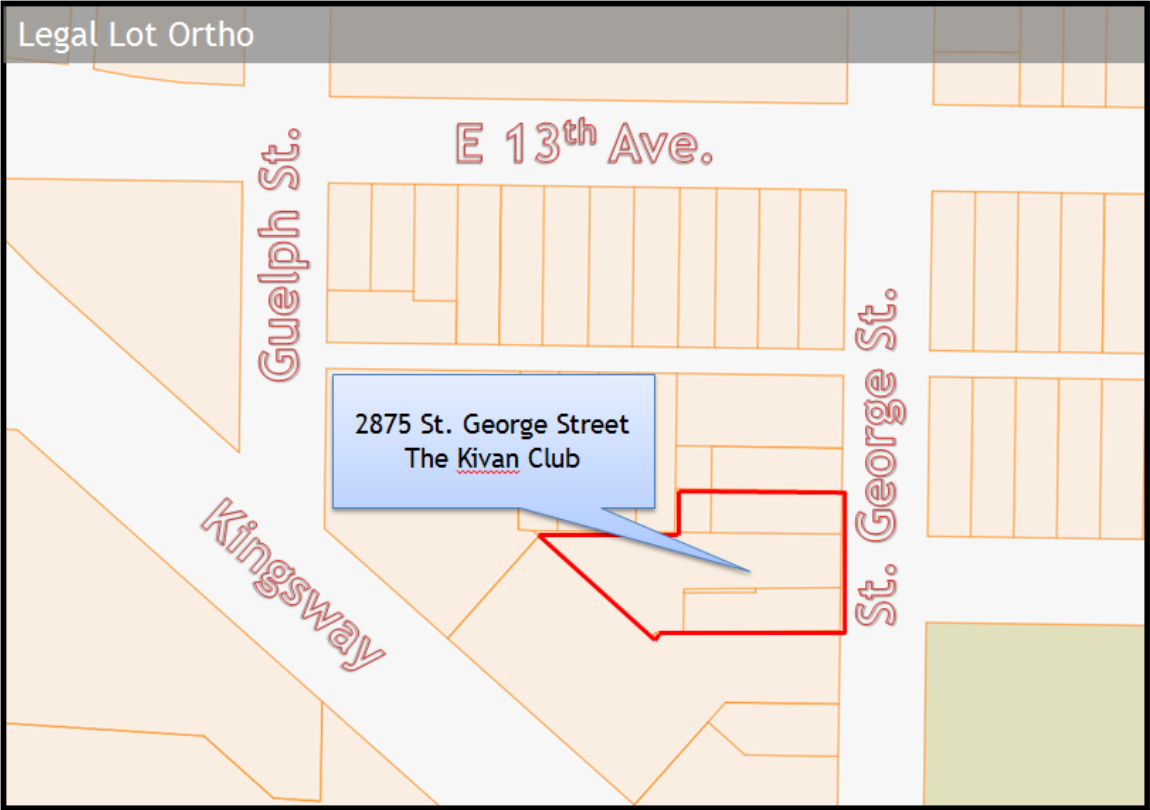 Legal Lot Ortho
E 13th Ave.
Guelph St.
St. George St.
2875 St. George Street
The Kivan Club
Kingsway